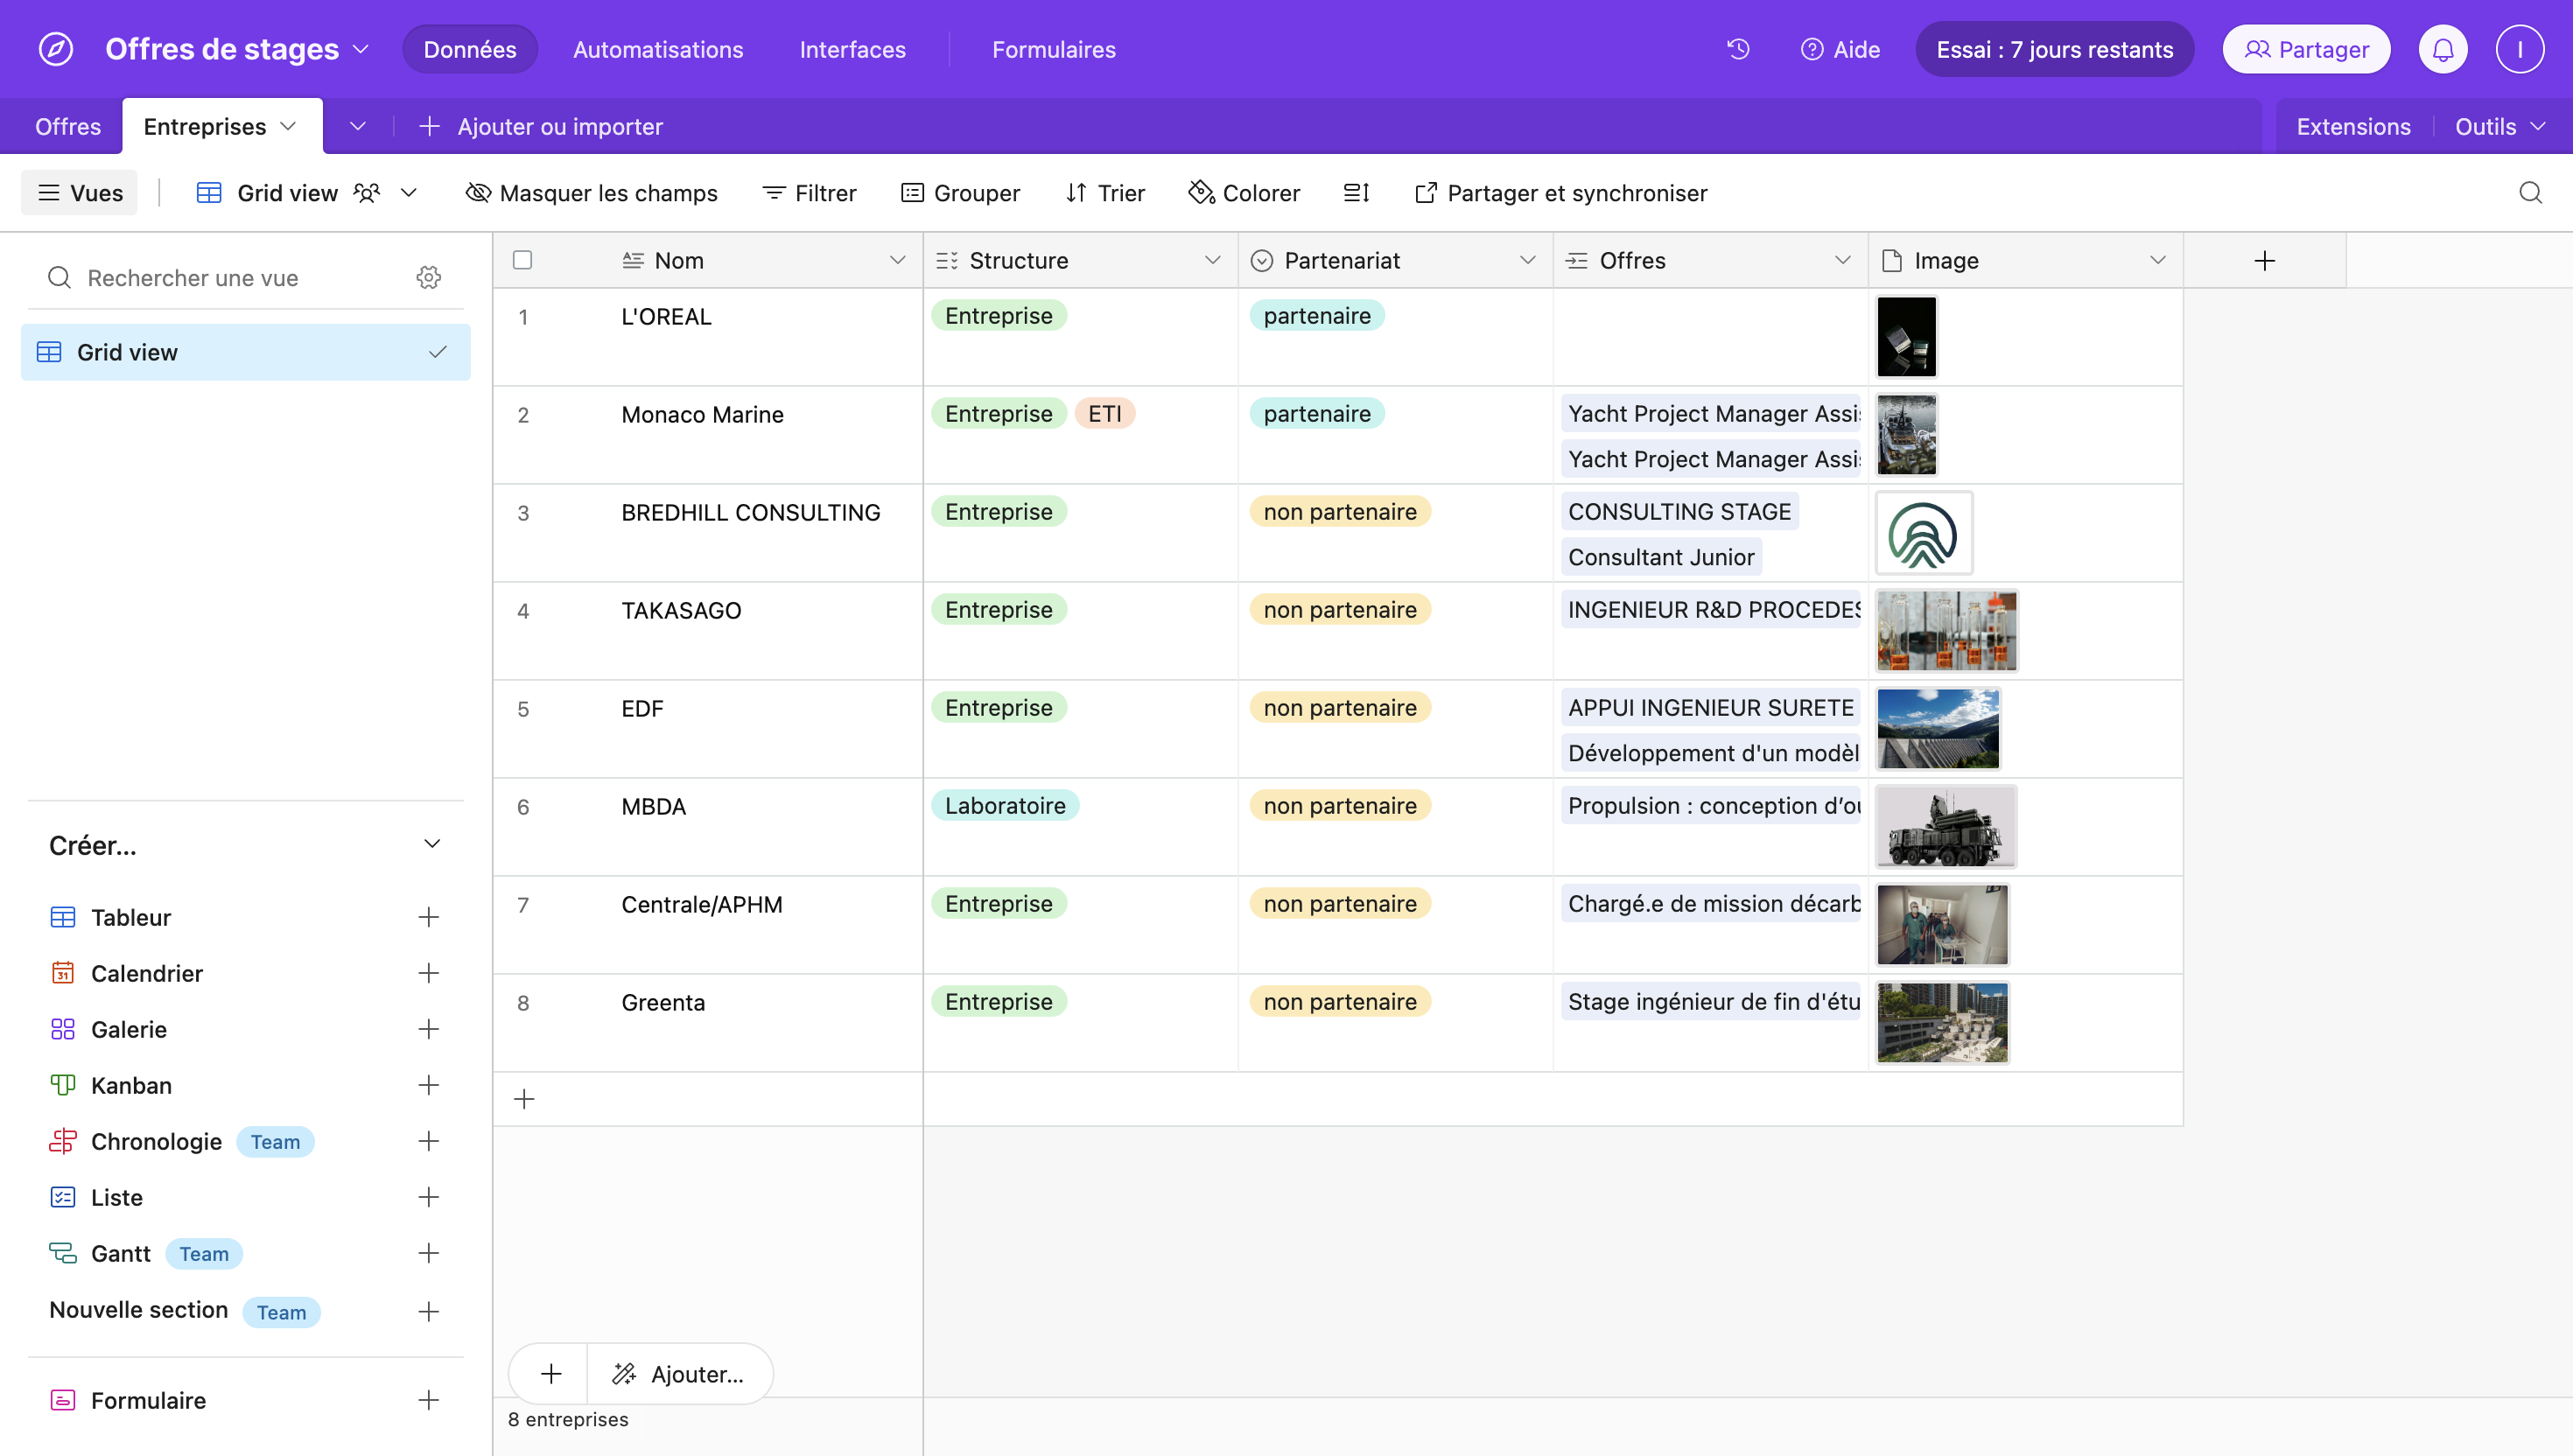 Offres de stages
Données
Automatisations
Interfaces
Formulaires
Aide
Essai : 7 jours restants
Partager
I
Offres
Entreprises
Ajouter ou importer
Extensions
Outils
Vues
Grid view
Masquer les champs
Filtrer
Grouper
Trier
Colorer
Partager et synchroniser
Rechercher une vue
Grid view
Créer...
Tableur
31
Calendrier
Galerie
Kanban
Chronologie Team
Liste
Gantt Team
Nouvelle section Team
Formulaire
Nom Structure Partenariat Offres Image
1 L'OREAL Entreprise partenaire
2 Monaco Marine Entreprise ETI partenaire Yacht Project Manager Assi
Yacht Project Manager Assi
3 BREDHILL CONSULTING Entreprise non partenaire CONSULTING STAGE
Consultant Junior
4 TAKASAGO Entreprise non partenaire INGENIEUR R&D PROCEDES
5 EDF Entreprise non partenaire APPUI INGENIEUR SURETE
Développement d'un modèl
6 MBDA Laboratoire non partenaire Propulsion : conception d’ou
7 Centrale/APHM Entreprise non partenaire Chargé.e de mission décarb
8 Greenta Entreprise non partenaire Stage ingénieur de fin d'étu
Ajouter...
8 entreprises